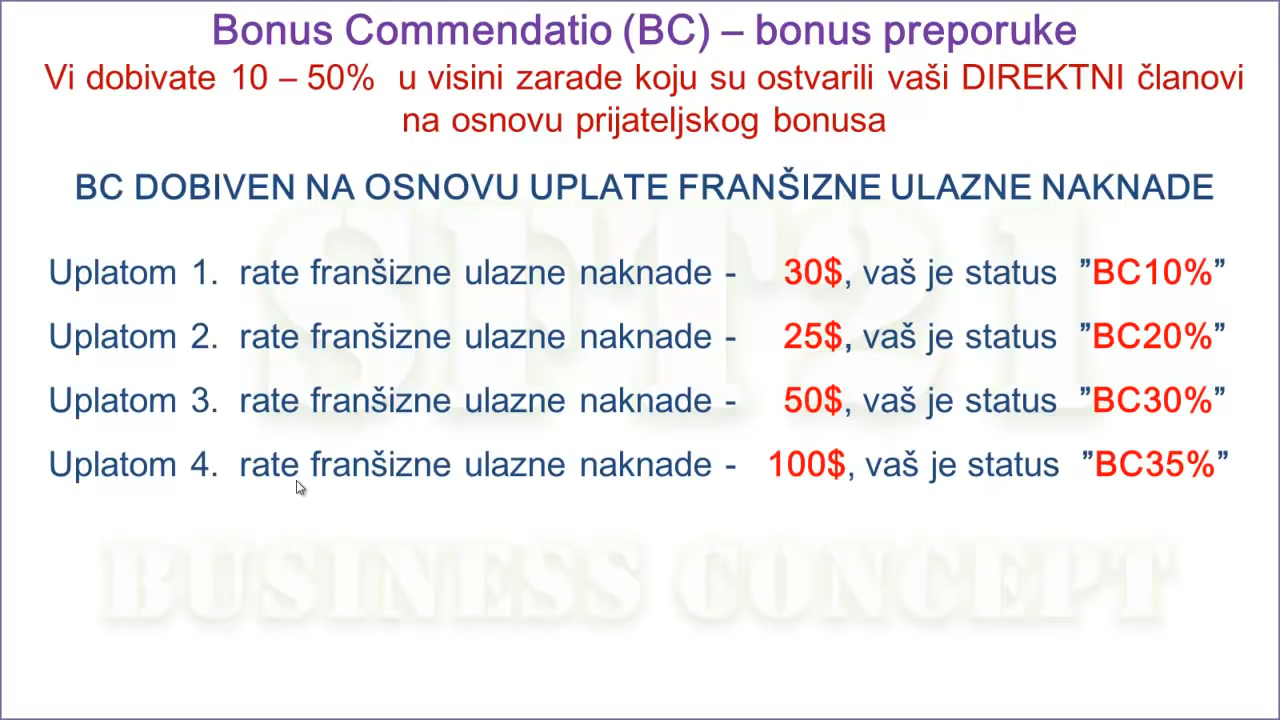 Bonus Commendatio (BC) – bonus preporuke
Vi dobivate 10 – 50% u visini zarade koju su ostvarili vaši DIREKTNI članovi
na osnovu prijateljskog bonusa
BC DOBIVEN NA OSNOVU UPLATE FRANŠIZNE ULAZNE NAKNADE
Uplatom 1. rate franšizne ulazne naknade - 30$, vaš je status ”BC10%”
Uplatom 2. rate franšizne ulazne naknade - 25$, vaš je status ”BC20%”
Uplatom 3. rate franšizne ulazne naknade - 50$, vaš je status ”BC30%”
Uplatom 4. rate franšizne ulazne naknade - 100$, vaš je status ”BC35%”
SFT21
BUSINESS CONCEPT